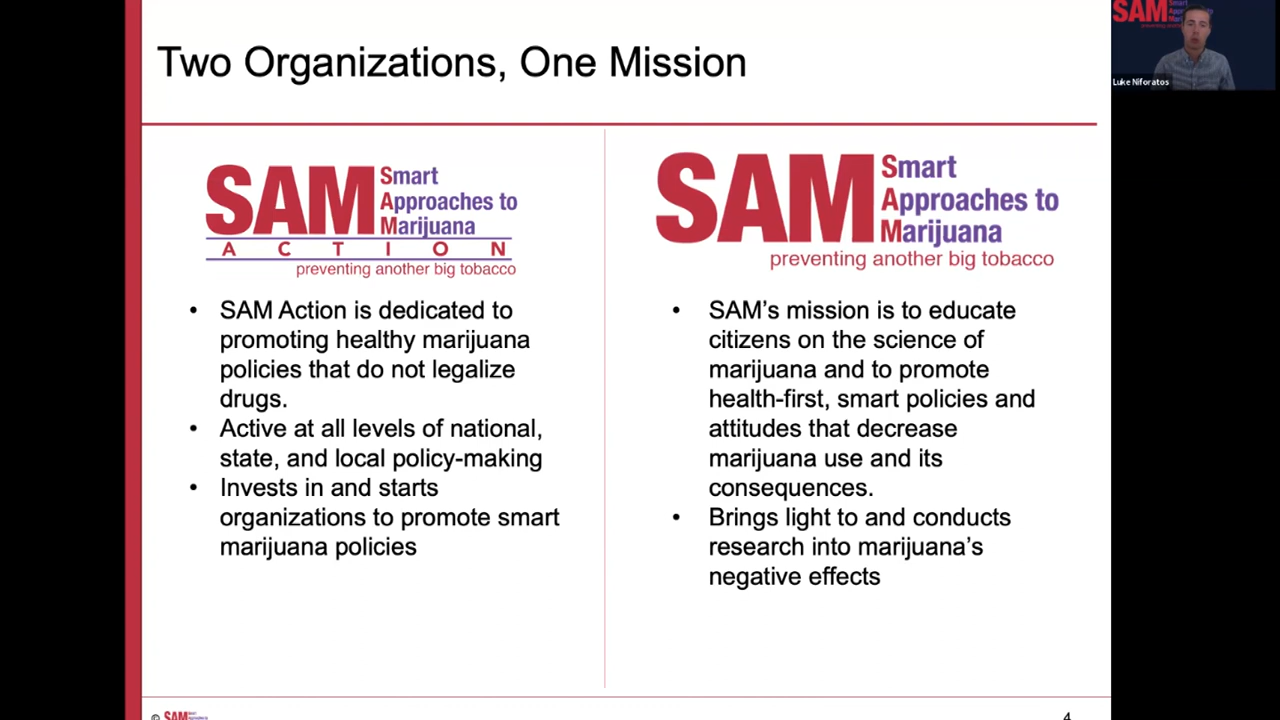 Two Organizations, One Mission
SAM Smart
Approaches to
Marijuana
ACTION
preventing another big tobacco
• SAM Action is dedicated to
promoting healthy marijuana
policies that do not legalize
drugs.
• Active at all levels of national,
state, and local policy-making
• Invests in and starts
organizations to promote smart
marijuana policies
SAM Smart
Approaches to
Marijuana
preventing another big tobacco
• SAM’s mission is to educate
citizens on the science of
marijuana and to promote
health-first, smart policies and
attitudes that decrease
marijuana use and its
consequences.
• Brings light to and conducts
research into marijuana’s
negative effects
© SAM
4
SAM
Luke Niforatos